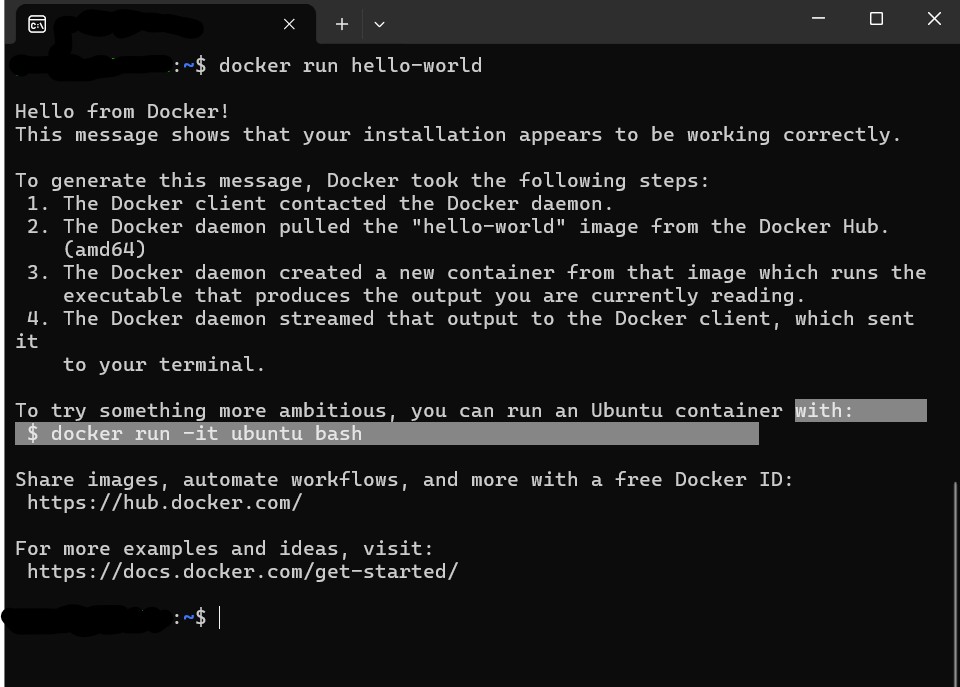 :~$ docker run hello-world
Hello from Docker!
This message shows that your installation appears to be working correctly.
To generate this message, Docker took the following steps:
1. The Docker client contacted the Docker daemon.
2. The Docker daemon pulled the "hello-world" image from the Docker Hub.
(amd64)
3. The Docker daemon created a new container from that image which runs the
executable that produces the output you are currently reading.
4. The Docker daemon streamed that output to the Docker client, which sent
it
to your terminal.
To try something more ambitious, you can run an Ubuntu container with:
$ docker run -it ubuntu bash
Share images, automate workflows, and more with a free Docker ID:
https://hub.docker.com/
For more examples and ideas, visit:
https://docs.docker.com/get-started/
:~$